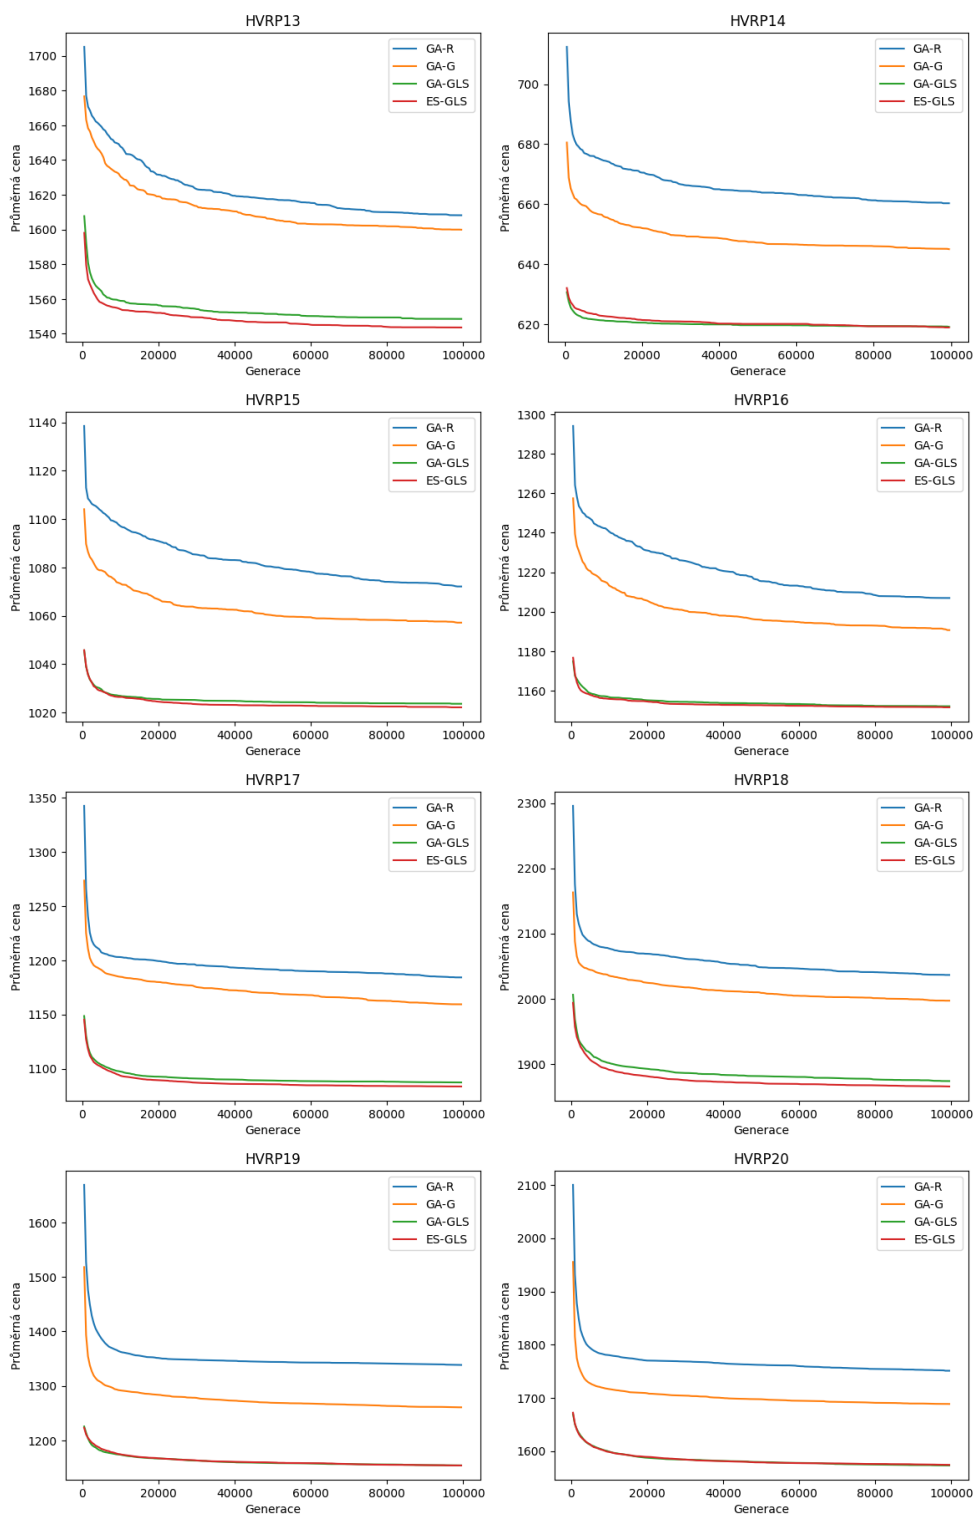 HVRP13
Průměrná cena
1700
1680
1660
1640
1620
1600
1580
1560
1540
0 20000 40000 60000 80000 100000
Generace
GA-R
GA-G
GA-GLS
ES-GLS
HVRP14
Průměrná cena
700
680
660
640
620
0 20000 40000 60000 80000 100000
Generace
GA-R
GA-G
GA-GLS
ES-GLS
HVRP15
Průměrná cena
1140
1120
1100
1080
1060
1040
1020
0 20000 40000 60000 80000 100000
Generace
GA-R
GA-G
GA-GLS
ES-GLS
HVRP16
Průměrná cena
1300
1280
1260
1240
1220
1200
1180
1160
0 20000 40000 60000 80000 100000
Generace
GA-R
GA-G
GA-GLS
ES-GLS
HVRP17
Průměrná cena
1350
1300
1250
1200
1150
1100
0 20000 40000 60000 80000 100000
Generace
GA-R
GA-G
GA-GLS
ES-GLS
HVRP18
Průměrná cena
2300
2200
2100
2000
1900
0 20000 40000 60000 80000 100000
Generace
GA-R
GA-G
GA-GLS
ES-GLS
HVRP19
Průměrná cena
1600
1500
1400
1300
1200
0 20000 40000 60000 80000 100000
Generace
GA-R
GA-G
GA-GLS
ES-GLS
HVRP20
Průměrná cena
2100
2000
1900
1800
1700
1600
0 20000 40000 60000 80000 100000
Generace
GA-R
GA-G
GA-GLS
ES-GLS